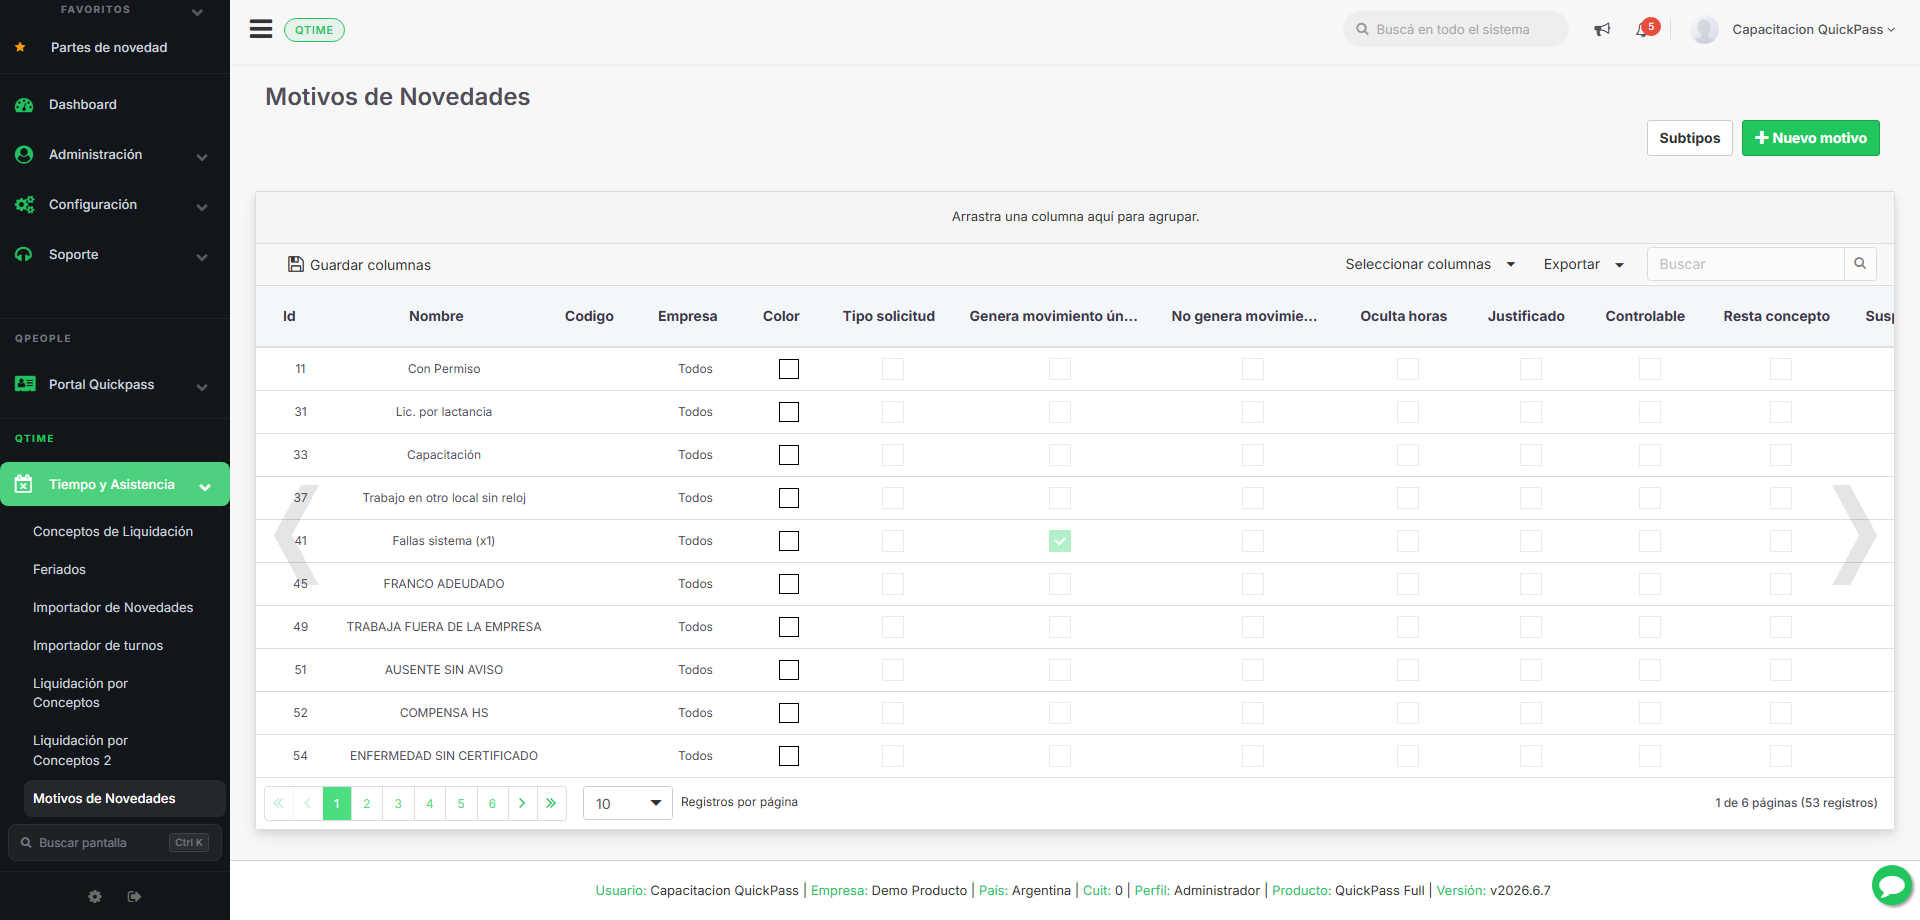 FAVORITOS
Partes de novedad
Dashboard
Administración
Configuración
Soporte
QPEOPLE
Portal Quickpass
QTIME
Tiempo y Asistencia
Conceptos de Liquidación
Feriados
Importador de Novedades
Importador de turnos
Liquidación por
Conceptos
Liquidación por
Conceptos 2
Motivos de Novedades
Buscar pantalla Ctrl K
QTIME
Buscá en todo el sistema
5
Capacitacion QuickPass
Motivos de Novedades
Subtipos
Nuevo motivo
Arrastra una columna aquí para agrupar.
Guardar columnas
Seleccionar columnas
Exportar
Buscar
Id Nombre Codigo Empresa Color Tipo solicitud Genera movimiento ún... No genera movimie... Oculta horas Justificado Controlable Resta concepto Susp
11 Con Permiso Todos
31 Lic. por lactancia Todos
33 Capacitación Todos
37 Trabajo en otro local sin reloj Todos
41 Fallas sistema (x1) Todos
45 FRANCO ADEUDADO Todos
49 TRABAJA FUERA DE LA EMPRESA Todos
51 AUSENTE SIN AVISO Todos
52 COMPENSA HS Todos
54 ENFERMEDAD SIN CERTIFICADO Todos
« ‹ 1 2 3 4 5 6 › »
10
Registros por página
1 de 6 páginas (53 registros)
Usuario: Capacitacion QuickPass | Empresa: Demo Producto | País: Argentina | Cuit: 0 | Perfil: Administrador | Producto: QuickPass Full | Versión: v2026.6.7